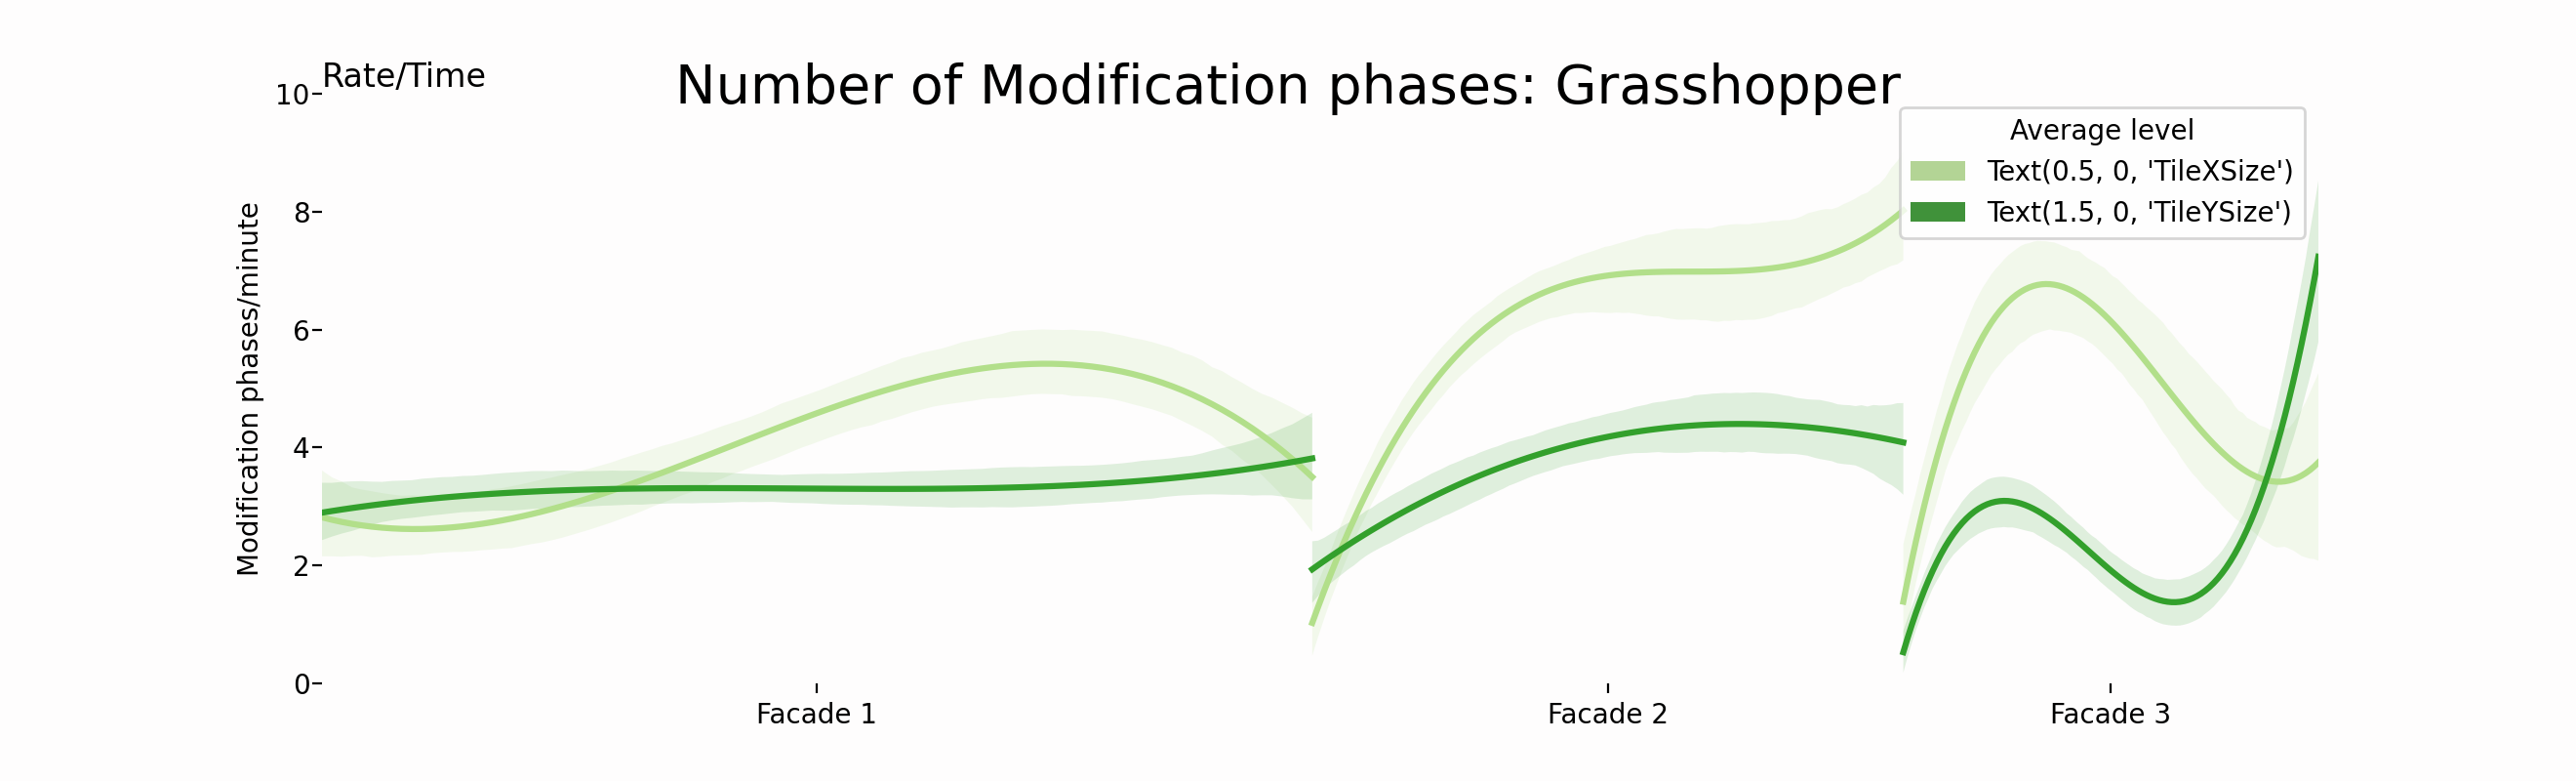 Rate/Time
Number of Modification phases: Grasshopper
Modification phases/minute
10
8
6
4
2
0
Average level
Text(0.5, 0, 'TileXSize')
Text(1.5, 0, 'TileYSize')
Facade 1
Facade 2
Facade 3